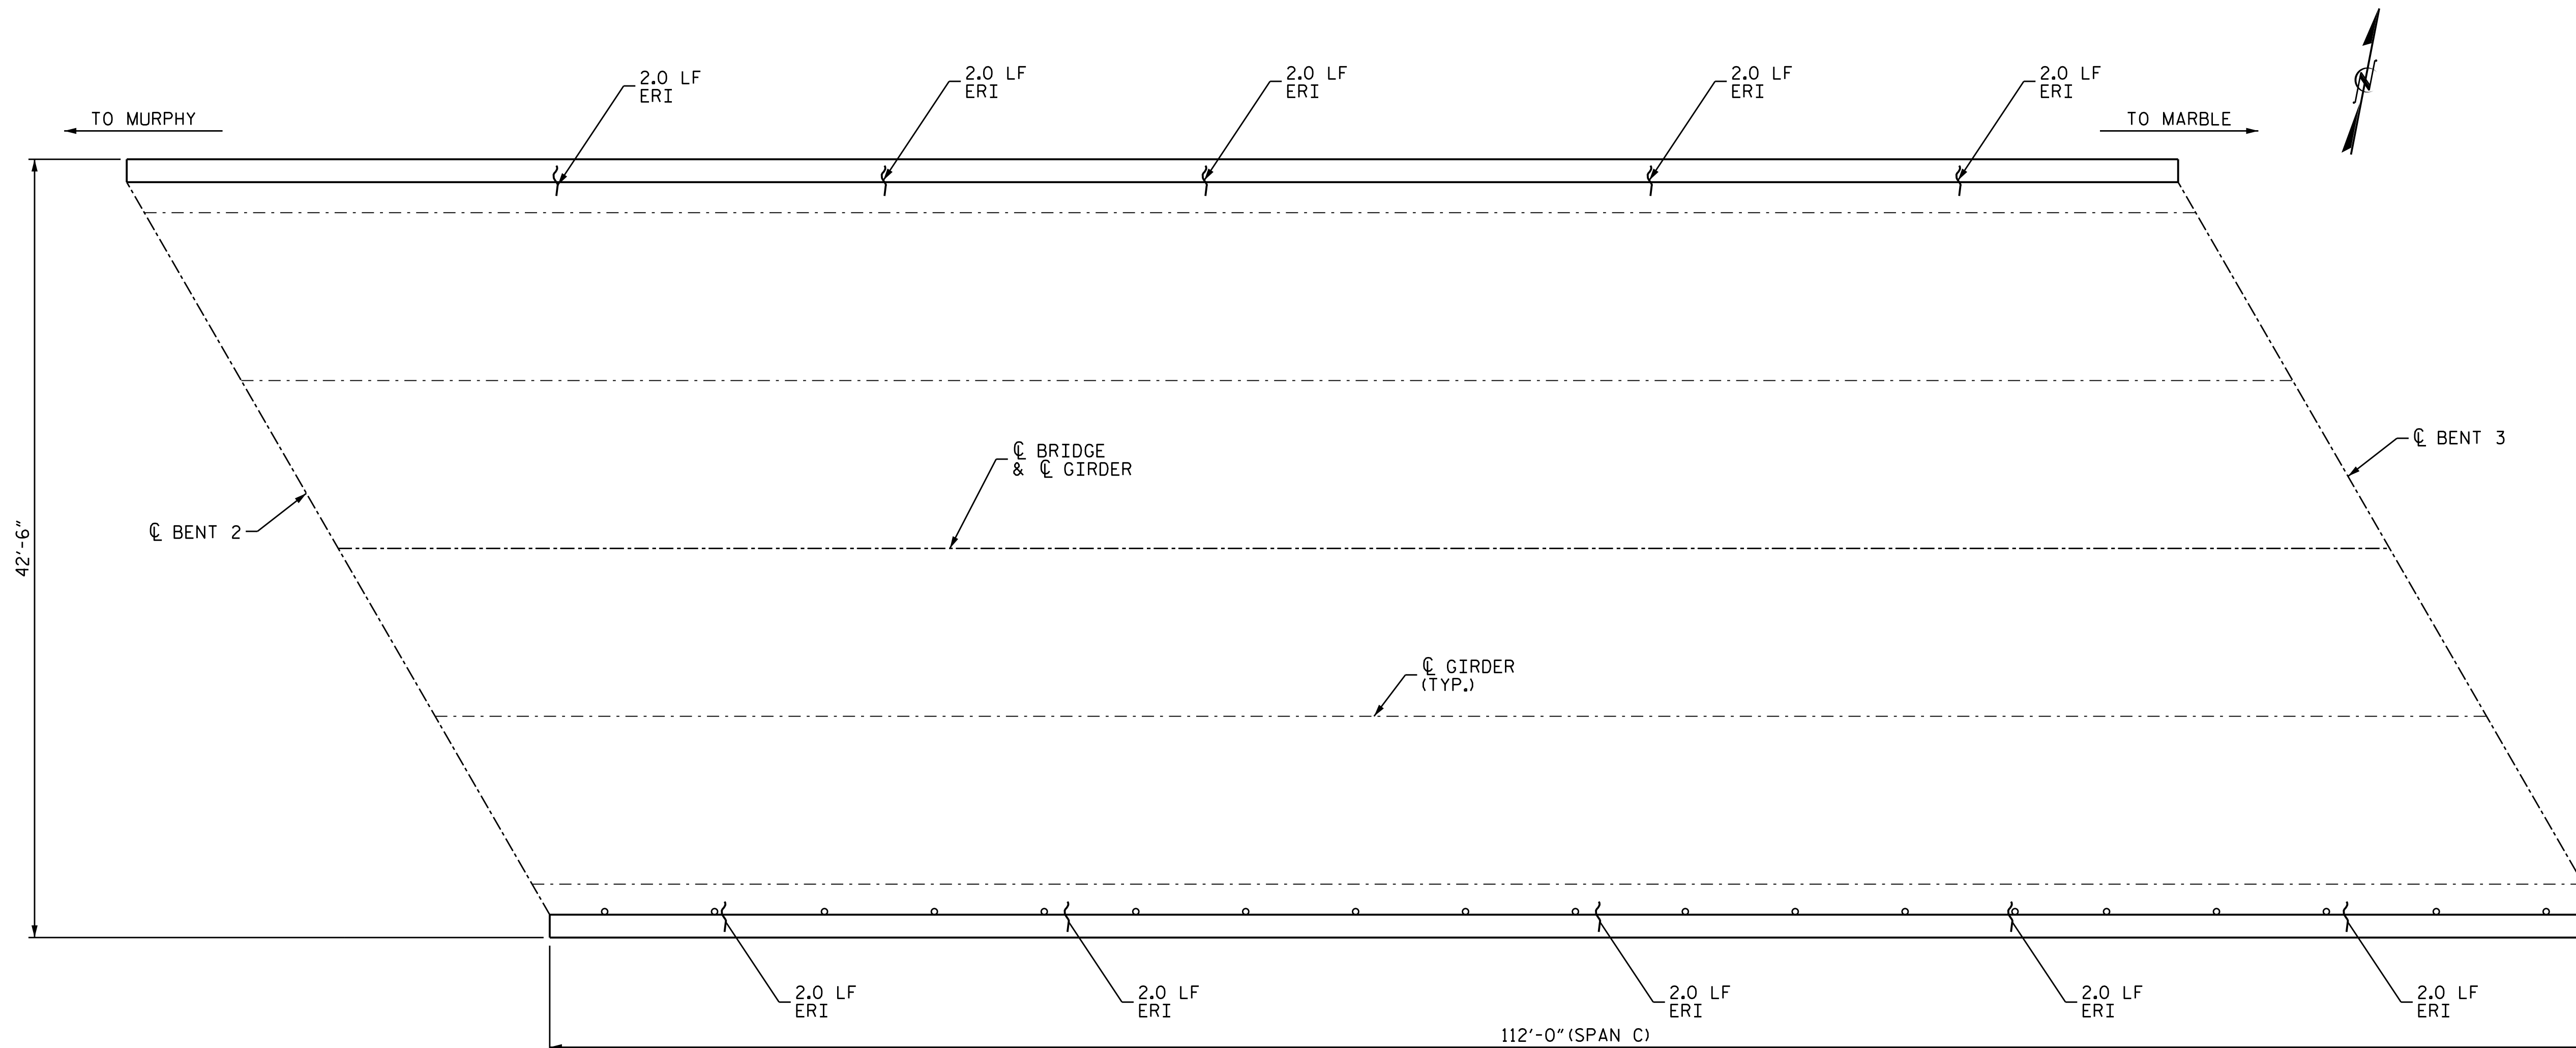 2.0 LF
ERI
2.0 LF
ERI
2.0 LF
ERI
2.0 LF
ERI
2.0 LF
ERI
N
TO MURPHY
TO MARBLE
℄ BRIDGE
& ℄ GIRDER
℄ BENT 3
℄ BENT 2
42'-6"
℄ GIRDER
(TYP.)
2.0 LF
ERI
2.0 LF
ERI
2.0 LF
ERI
2.0 LF
ERI
2.0 LF
ERI
112'-0"(SPAN C)